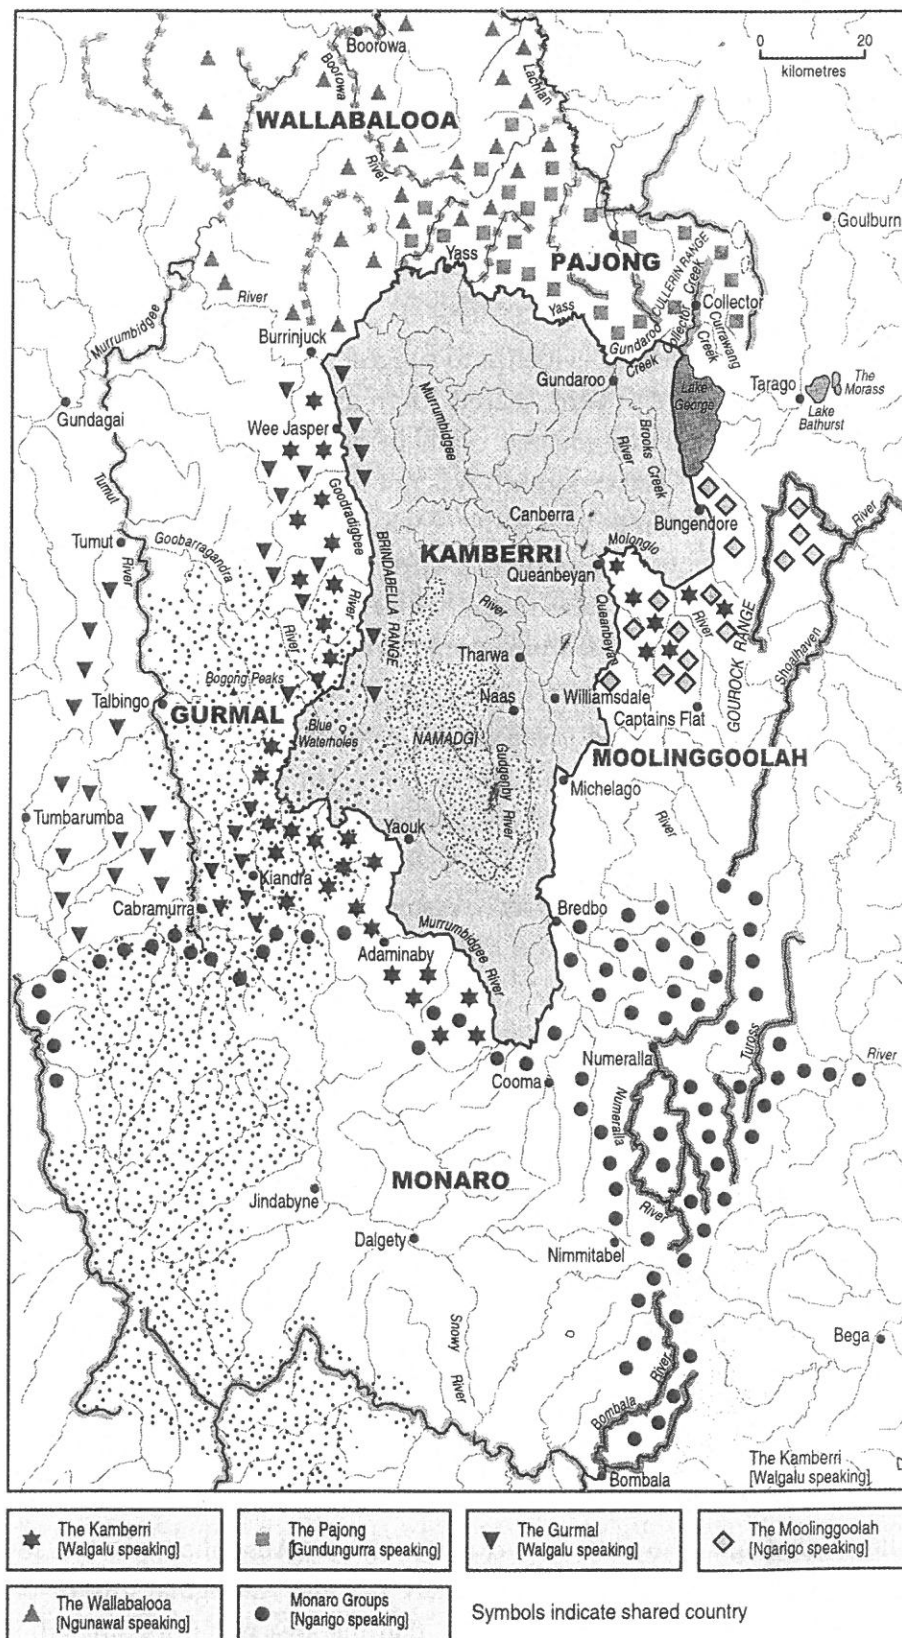 Boorowa
0 20
kilometres
Boorowa
River
Lachlan
WALLABALOOA
Goulburn
PAJONG
CULLERIN RANGE
Yass
Yass
Gundaroo
Creek
Collector
Creek
Collector
Currawang
Creek
River
Murrumbidgee
Burrinjuck
Gundaroo
Lake
George
Tarago
The
Morass
Lake
Bathurst
Gundagai
Wee Jasper
Murrumbidgee
River
Brooks
Creek
Tumut
Goodradigbee
Canberra
Bungendore
River
Tumut
Goobarragandra
BRINDABELLA RANGE
KAMBERRI
Molonglo
Queanbeyan
River
River
River
River
Queanbeyan
River
GOUROCK RANGE
Shoalhaven
Tharwa
Bogong Peaks
Talbingo
GURMAL
Naas
Williamsdale
Captains Flat
Blue
Waterholes
NAMADGI
Gudgenby
River
MOOLINGGOOLAH
Michelago
River
Tumbarumba
Yaouk
Kiandra
Cabramurra
Bredbo
Adaminaby
Murrumbidgee River
Numeralla
Tuross
River
Cooma
Numeralla
River
MONARO
Jindabyne
Dalgety
Nimmitabel
Snowy
River
Bega
Bombala
River
Bombala
The Kamberri
[Walgalu speaking]
The Kamberri
[Walgalu speaking]
The Pajong
[Gundungurra speaking]
The Gurmal
[Walgalu speaking]
The Moolinggoolah
[Ngarigo speaking]
The Wallabalooa
[Ngunawal speaking]
Monaro Groups
[Ngarigo speaking]
Symbols indicate shared country